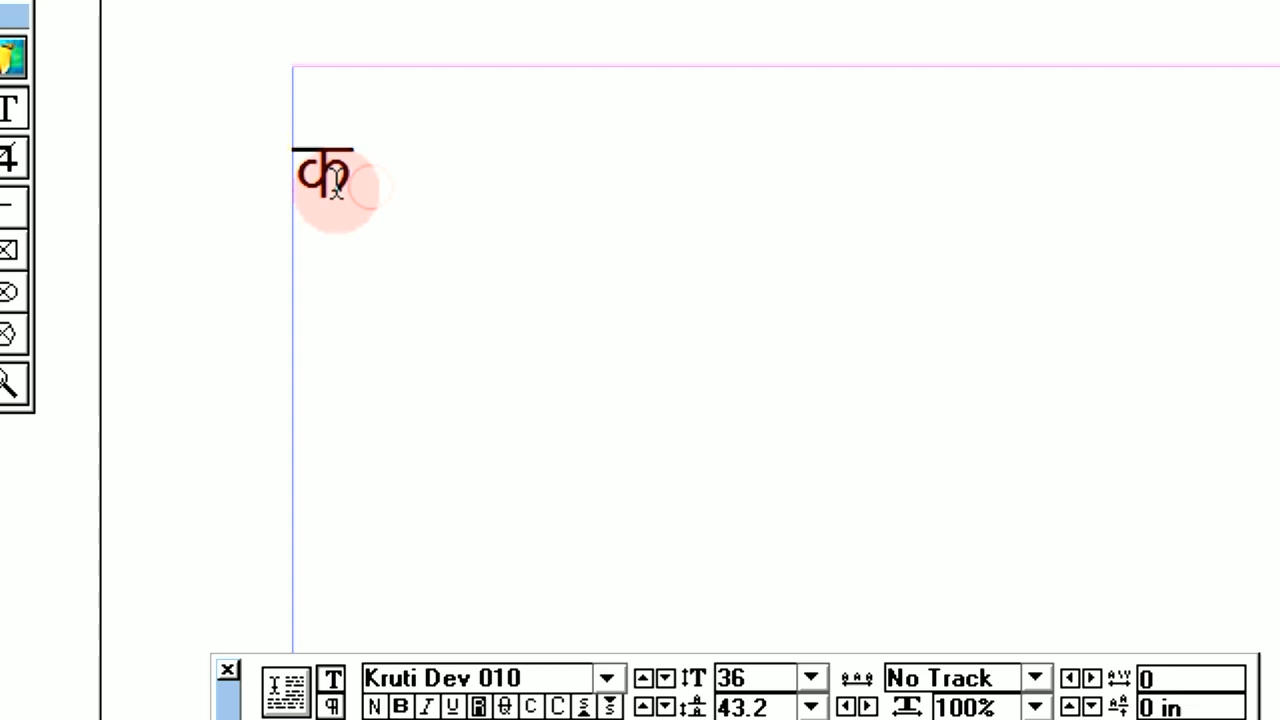 T
क
Kruti Dev 010 T 36 No Track 0
T ¶ N B I U R C C S S 43.2 100% 0 in